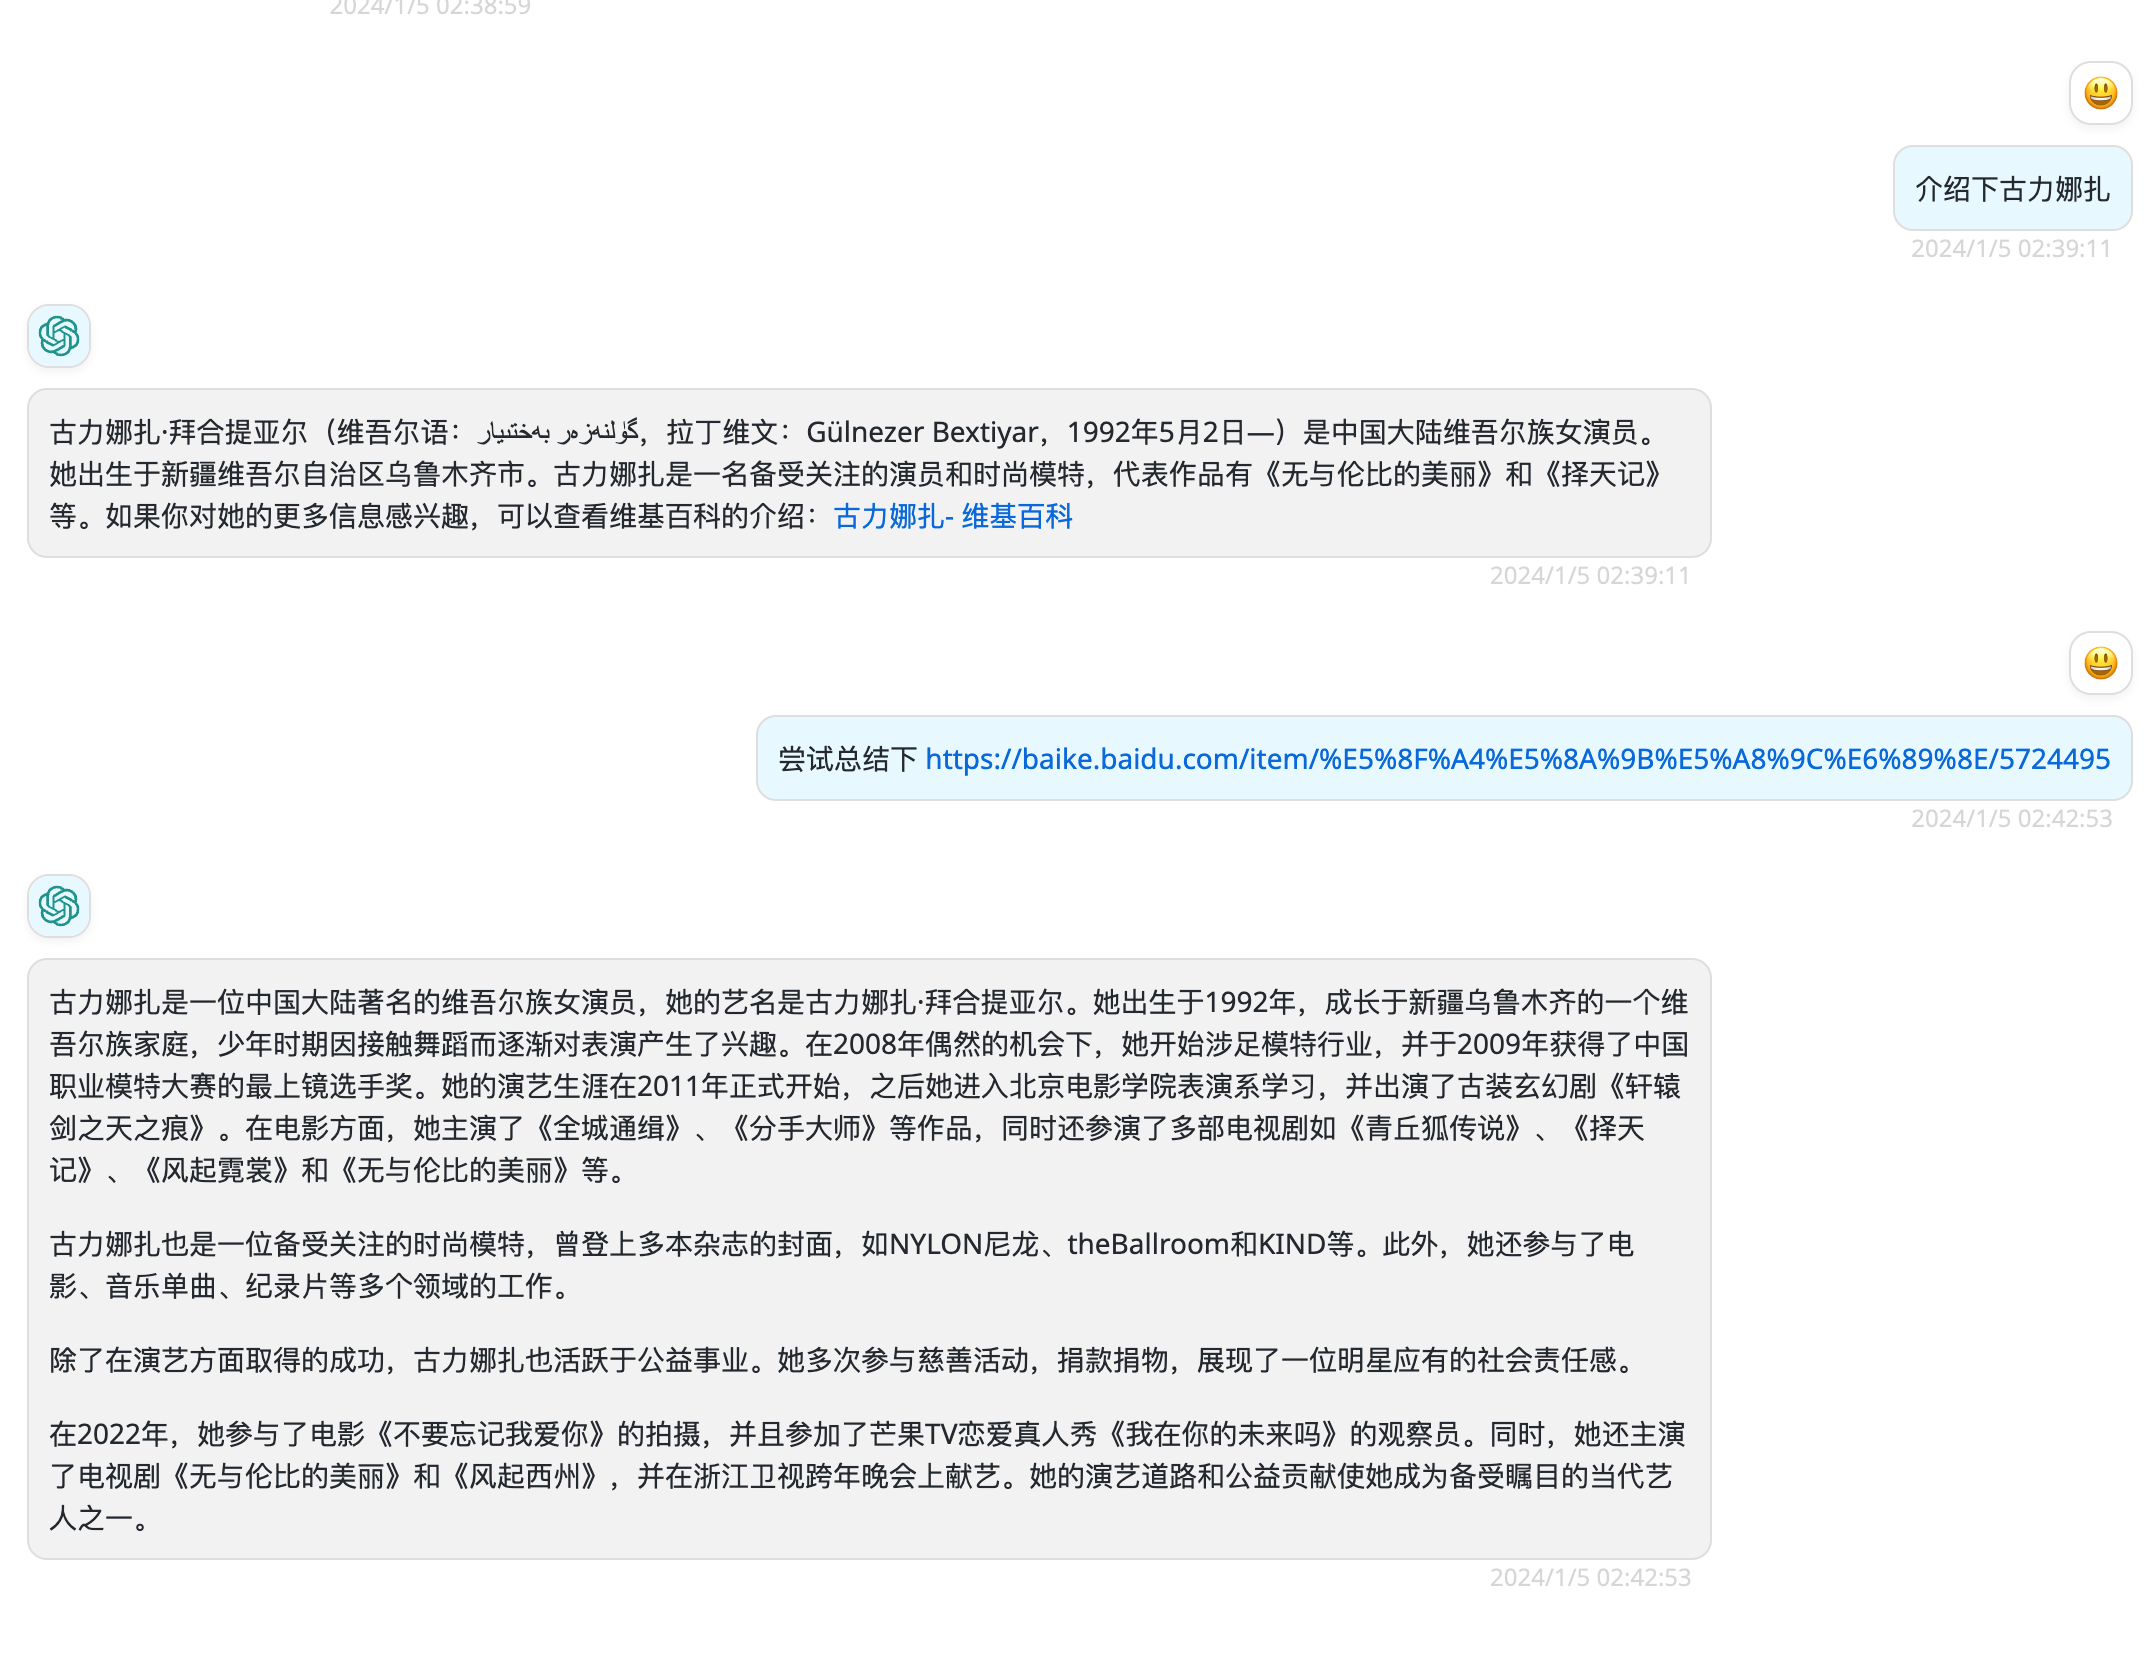 2024/1/5 02:38:59
介绍下古力娜扎
2024/1/5 02:39:11
古力娜扎·拜合提亚尔（维吾尔语：گۈلنەزەر بەختىيار，拉丁维文：Gülnezer Bextiyar，1992年5月2日—）是中国大陆维吾尔族女演员。
她出生于新疆维吾尔自治区乌鲁木齐市。古力娜扎是一名备受关注的演员和时尚模特，代表作品有《无与伦比的美丽》和《择天记》
等。如果你对她的更多信息感兴趣，可以查看维基百科的介绍：古力娜扎- 维基百科
2024/1/5 02:39:11
尝试总结下 https://baike.baidu.com/item/%E5%8F%A4%E5%8A%9B%E5%A8%9C%E6%89%8E/5724495
2024/1/5 02:42:53
古力娜扎是一位中国大陆著名的维吾尔族女演员，她的艺名是古力娜扎·拜合提亚尔。她出生于1992年，成长于新疆乌鲁木齐的一个维
吾尔族家庭，少年时期因接触舞蹈而逐渐对表演产生了兴趣。在2008年偶然的机会下，她开始涉足模特行业，并于2009年获得了中国
职业模特大赛的最上镜选手奖。她的演艺生涯在2011年正式开始，之后她进入北京电影学院表演系学习，并出演了古装玄幻剧《轩辕
剑之天之痕》。在电影方面，她主演了《全城通缉》、《分手大师》等作品，同时还参演了多部电视剧如《青丘狐传说》、《择天
记》、《风起霓裳》和《无与伦比的美丽》等。
古力娜扎也是一位备受关注的时尚模特，曾登上多本杂志的封面，如NYLON尼龙、theBallroom和KIND等。此外，她还参与了电
影、音乐单曲、纪录片等多个领域的工作。
除了在演艺方面取得的成功，古力娜扎也活跃于公益事业。她多次参与慈善活动，捐款捐物，展现了一位明星应有的社会责任感。
在2022年，她参与了电影《不要忘记我爱你》的拍摄，并且参加了芒果TV恋爱真人秀《我在你的未来吗》的观察员。同时，她还主演
了电视剧《无与伦比的美丽》和《风起西州》，并在浙江卫视跨年晚会上献艺。她的演艺道路和公益贡献使她成为备受瞩目的当代艺
人之一。
2024/1/5 02:42:53